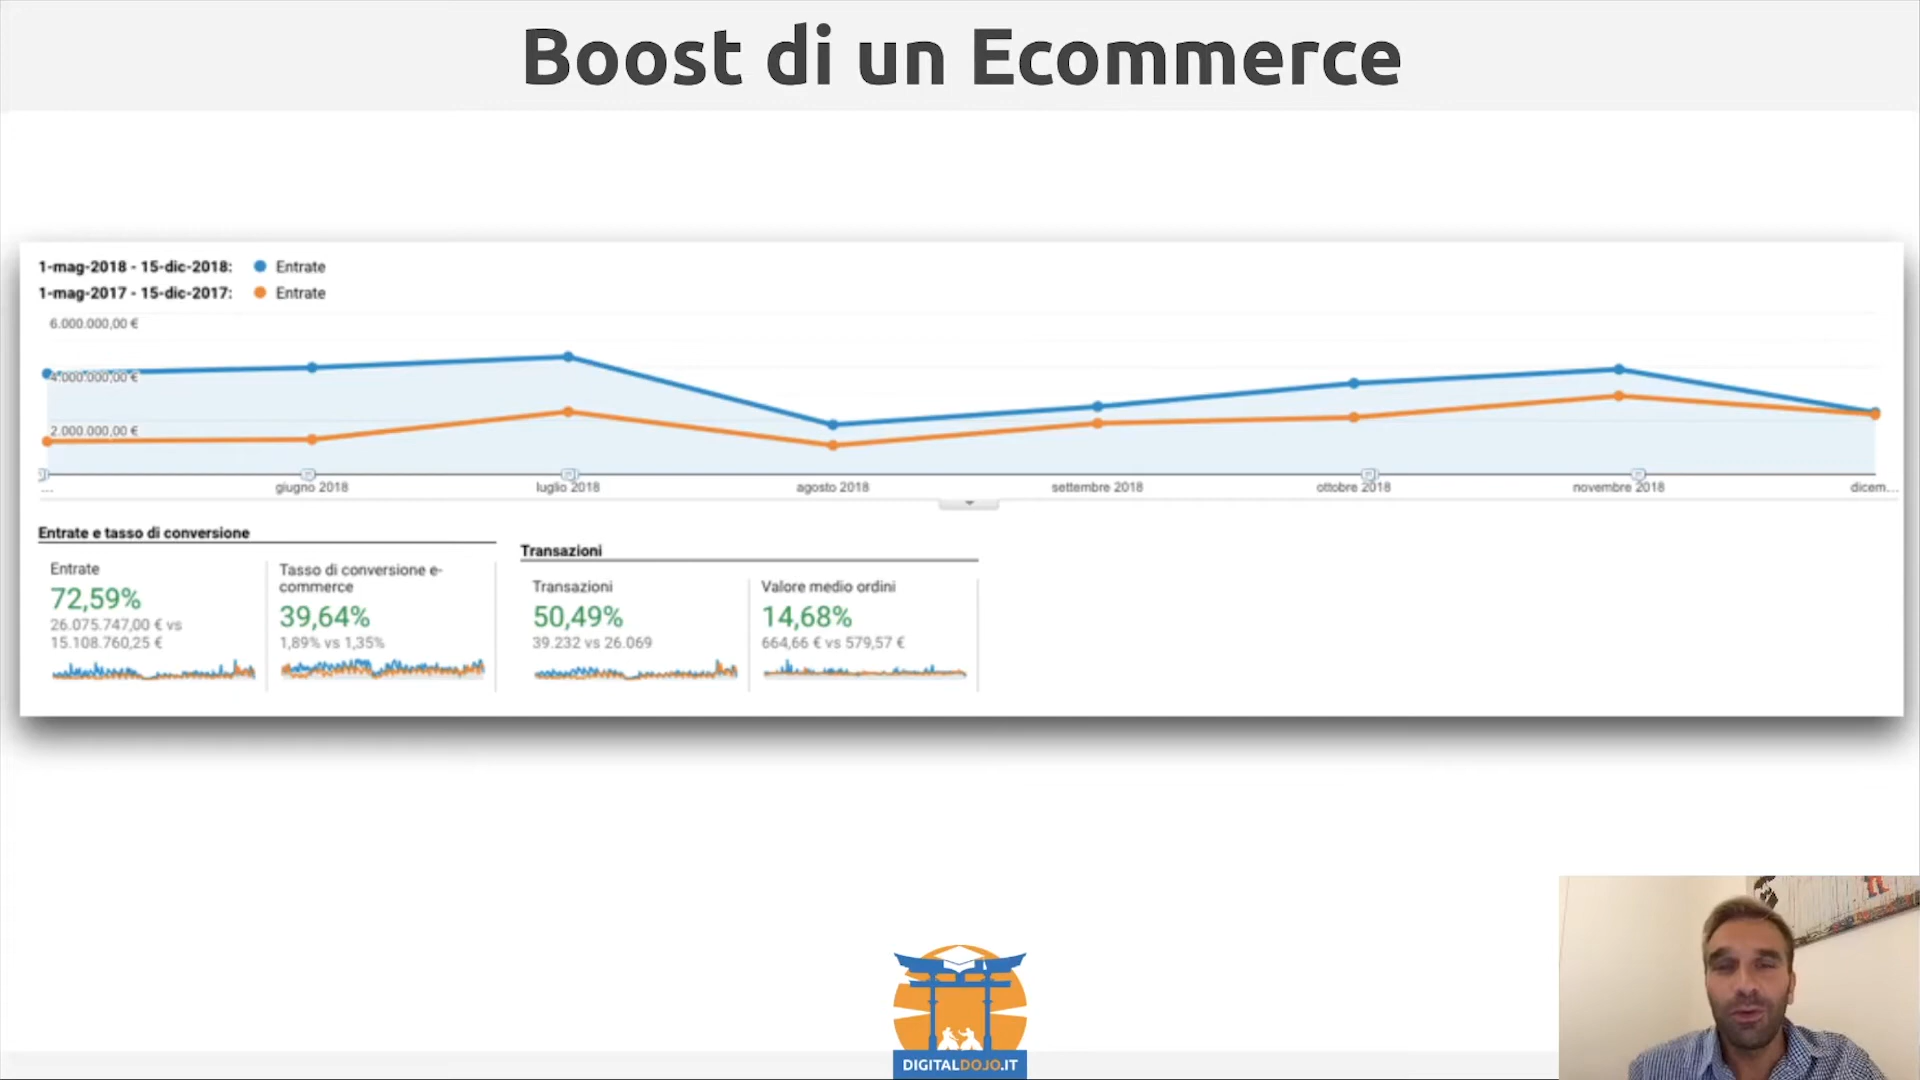 Boost di un Ecommerce
1-mag-2018 - 15-dic-2018: Entrate
1-mag-2017 - 15-dic-2017: Entrate
6.000.000,00 €
4.000.000,00 €
2.000.000,00 €
... giugno 2018 luglio 2018 agosto 2018 settembre 2018 ottobre 2018 novembre 2018 dicem...
Entrate e tasso di conversione
Entrate
72,59%
26.075.747,00 € vs
15.108.760,25 €
Tasso di conversione e-
commerce
39,64%
1,89% vs 1,35%
Transazioni
Transazioni
50,49%
39.232 vs 26.069
Valore medio ordini
14,68%
664,66 € vs 579,57 €
DIGITALDOJO.IT